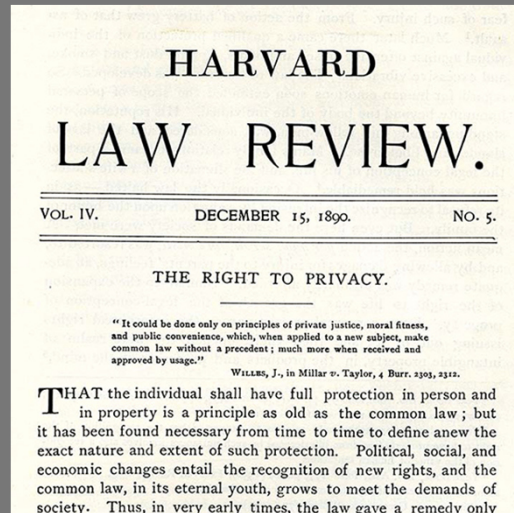 HARVARD
LAW REVIEW.
VOL. IV. DECEMBER 15, 1890. NO. 5.
THE RIGHT TO PRIVACY.
"It could be done only on principles of private justice, moral fitness,
and public convenience, which, when applied to a new subject, make
common law without a precedent; much more when received and
approved by usage."
WILLES, J., in Millar v. Taylor, 4 Burr. 2303, 2312.
THAT the individual shall have full protection in person and
in property is a principle as old as the common law; but
it has been found necessary from time to time to define anew the
exact nature and extent of such protection. Political, social, and
economic changes entail the recognition of new rights, and the
common law, in its eternal youth, grows to meet the demands of
society. Thus, in very early times, the law gave a remedy only